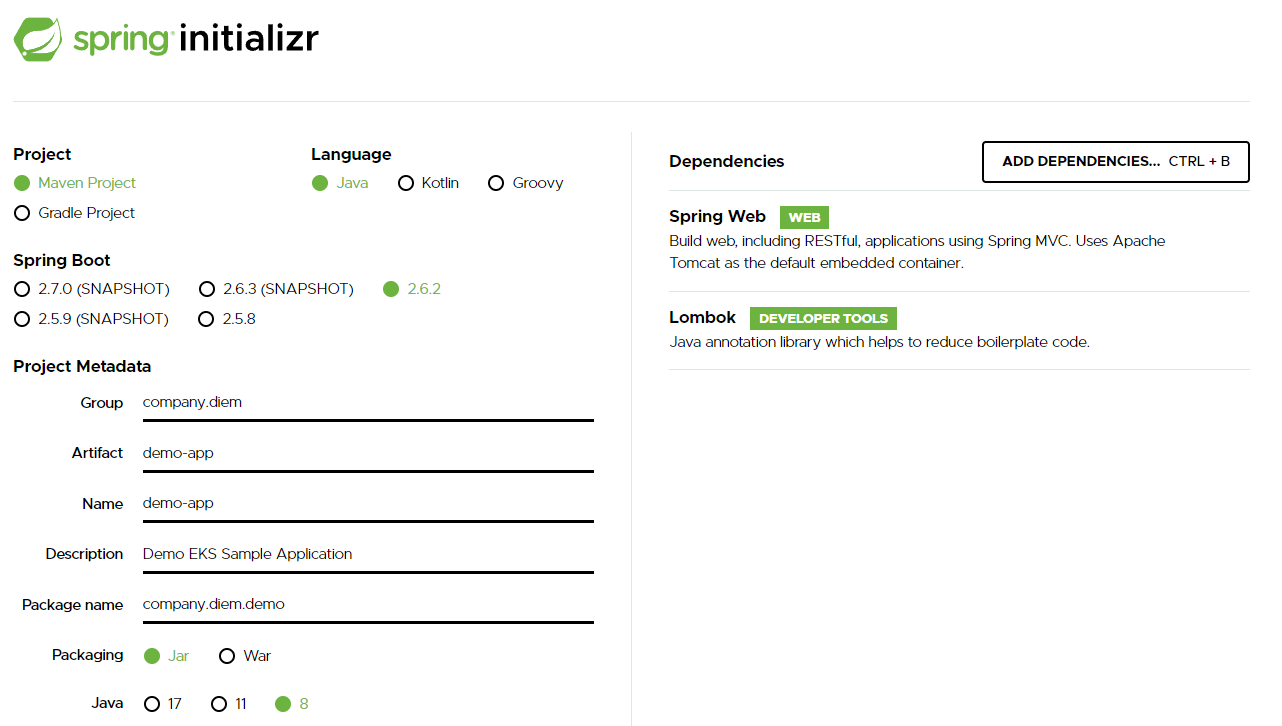 spring initializr
Project
Maven Project
Gradle Project
Language
Java Kotlin Groovy
Spring Boot
2.7.0 (SNAPSHOT) 2.6.3 (SNAPSHOT) 2.6.2
2.5.9 (SNAPSHOT) 2.5.8
Project Metadata
Group company.diem
Artifact demo-app
Name demo-app
Description Demo EKS Sample Application
Package name company.diem.demo
Packaging Jar War
Java 17 11 8
Dependencies
ADD DEPENDENCIES... CTRL + B
Spring Web WEB
Build web, including RESTful, applications using Spring MVC. Uses Apache
Tomcat as the default embedded container.
Lombok DEVELOPER TOOLS
Java annotation library which helps to reduce boilerplate code.